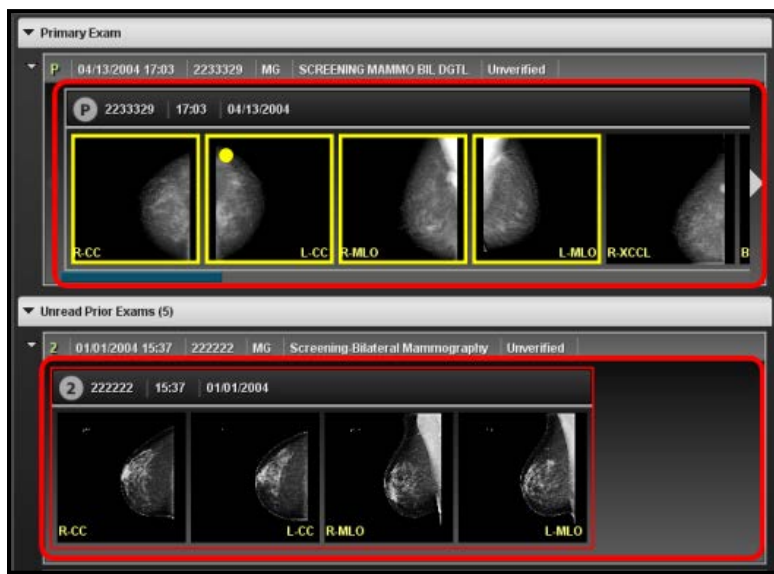 Primary Exam
P 04/13/2004 17:03 2233329 MG SCREENING MAMMO BIL DGTL Unverified
P 2233329 17:03 04/13/2004
R-CC L-CC R-MLO L-MLO R-XCCL B
Unread Prior Exams (5)
2 01/01/2004 15:37 222222 MG Screening-Bilateral Mammography Unverified
2 222222 15:37 01/01/2004
R-CC L-CC R-MLO L-MLO